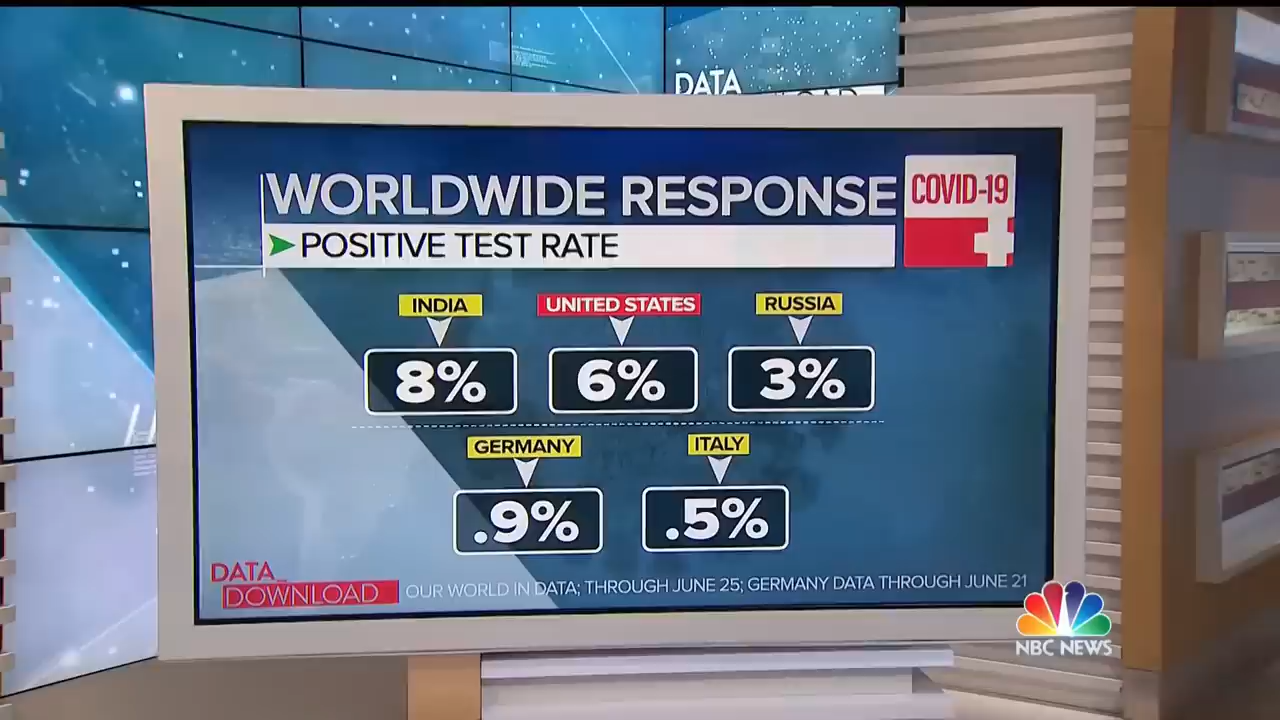 DATA
WORLDWIDE RESPONSE
COVID-19
POSITIVE TEST RATE
INDIA
UNITED STATES
RUSSIA
8%
6%
3%
GERMANY
ITALY
.9%
.5%
DATA_
DOWNLOAD
OUR WORLD IN DATA; THROUGH JUNE 25; GERMANY DATA THROUGH JUNE 21
NBC NEWS